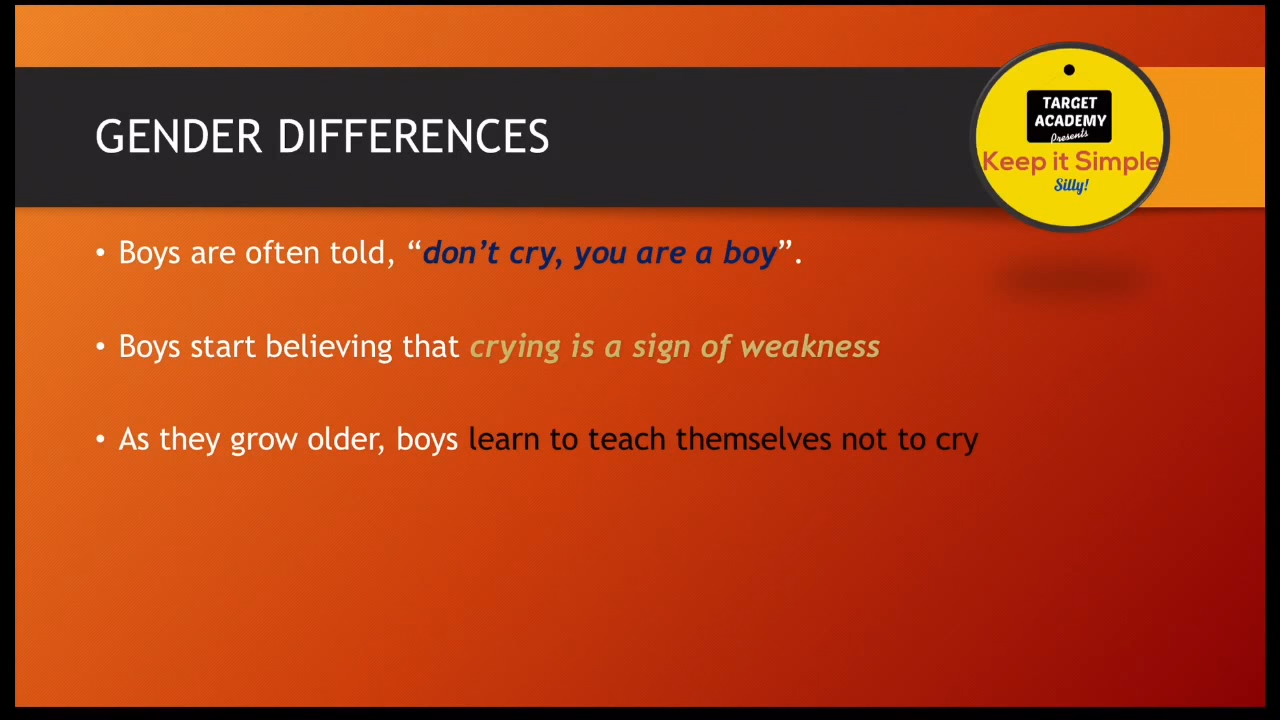 GENDER DIFFERENCES
TARGET
ACADEMY
Presents
Keep it Simple
Silly!
• Boys are often told, “don’t cry, you are a boy”.
• Boys start believing that crying is a sign of weakness
• As they grow older, boys learn to teach themselves not to cry